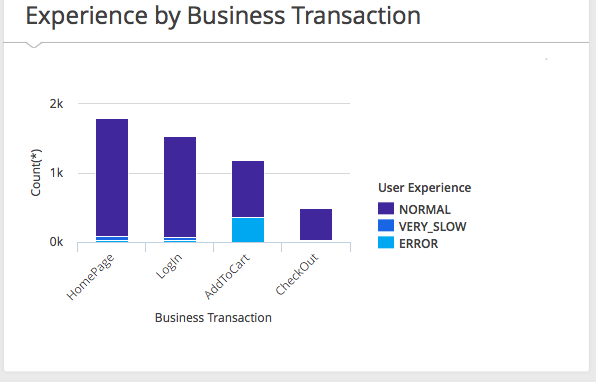 Experience by Business Transaction
2k
1k
0k
Count(*)
HomePage
LogIn
AddToCart
CheckOut
Business Transaction
User Experience
NORMAL
VERY_SLOW
ERROR